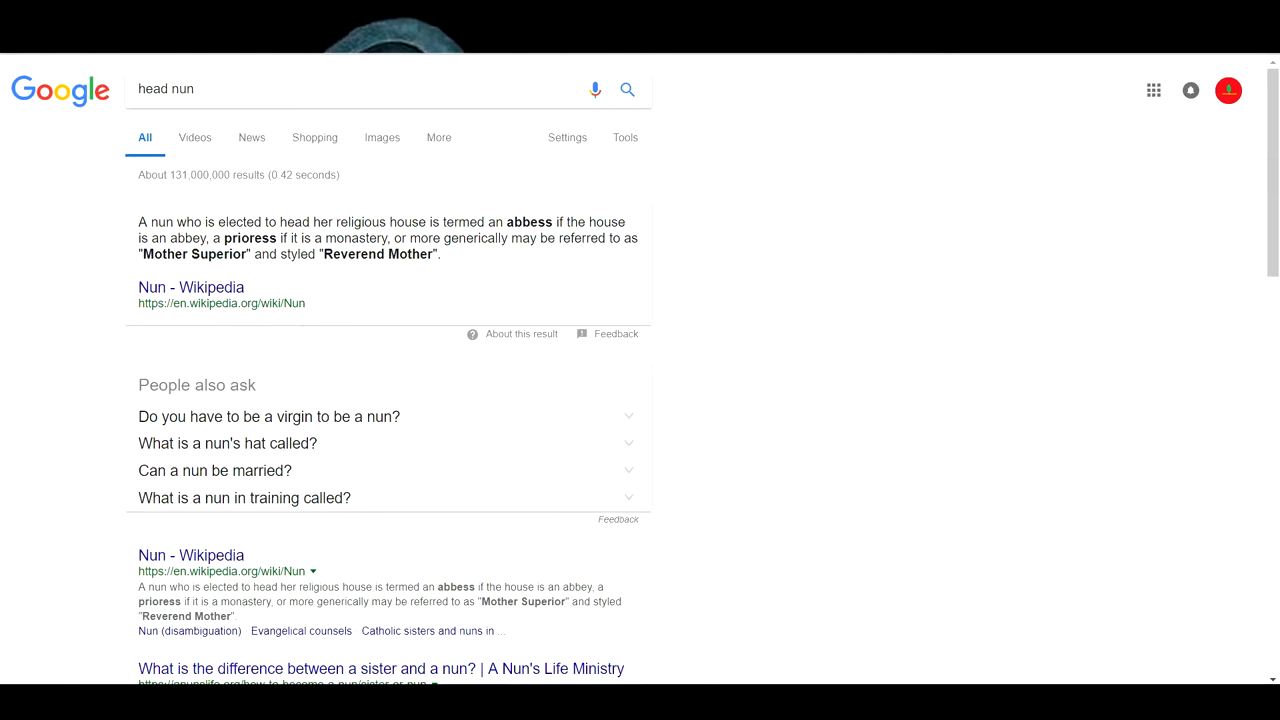 Google
head nun
All Videos News Shopping Images More Settings Tools
About 131,000,000 results (0.42 seconds)
A nun who is elected to head her religious house is termed an abbess if the house
is an abbey, a prioress if it is a monastery, or more generically may be referred to as
"Mother Superior" and styled "Reverend Mother".
Nun - Wikipedia
https://en.wikipedia.org/wiki/Nun
About this result Feedback
People also ask
Do you have to be a virgin to be a nun?
What is a nun's hat called?
Can a nun be married?
What is a nun in training called?
Feedback
Nun - Wikipedia
https://en.wikipedia.org/wiki/Nun
A nun who is elected to head her religious house is termed an abbess if the house is an abbey, a
prioress if it is a monastery, or more generically may be referred to as "Mother Superior" and styled
"Reverend Mother".
Nun (disambiguation) Evangelical counsels Catholic sisters and nuns in ...
What is the difference between a sister and a nun? | A Nun's Life Ministry